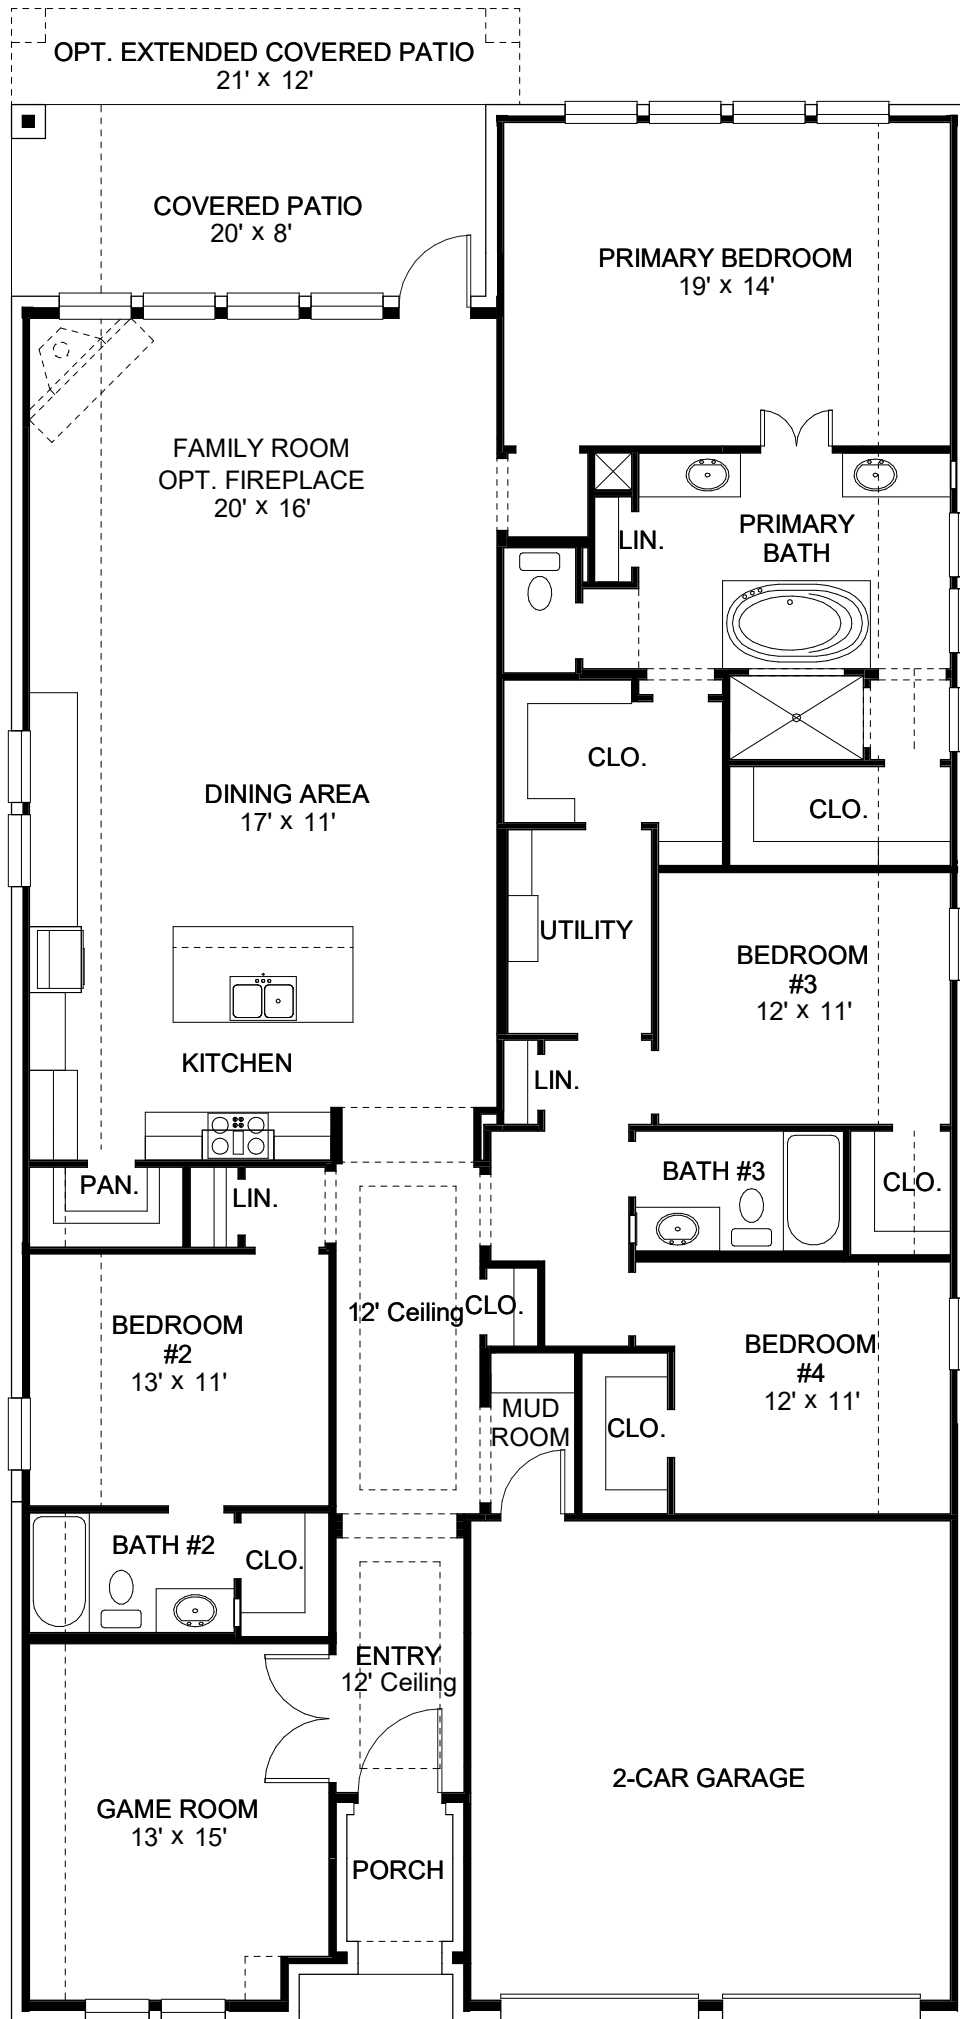 OPT. EXTENDED COVERED PATIO
21' x 12'
COVERED PATIO
20' x 8'
PRIMARY BEDROOM
19' x 14'
FAMILY ROOM
OPT. FIREPLACE
20' x 16'
LIN.
PRIMARY
BATH
CLO.
CLO.
DINING AREA
17' x 11'
UTILITY
BEDROOM
#3
12' x 11'
KITCHEN
LIN.
PAN.
LIN.
BATH #3
CLO.
12' Ceiling
CLO.
BEDROOM
#2
13' x 11'
BEDROOM
#4
12' x 11'
MUD
ROOM
CLO.
BATH #2
CLO.
ENTRY
12' Ceiling
2-CAR GARAGE
GAME ROOM
13' x 15'
PORCH